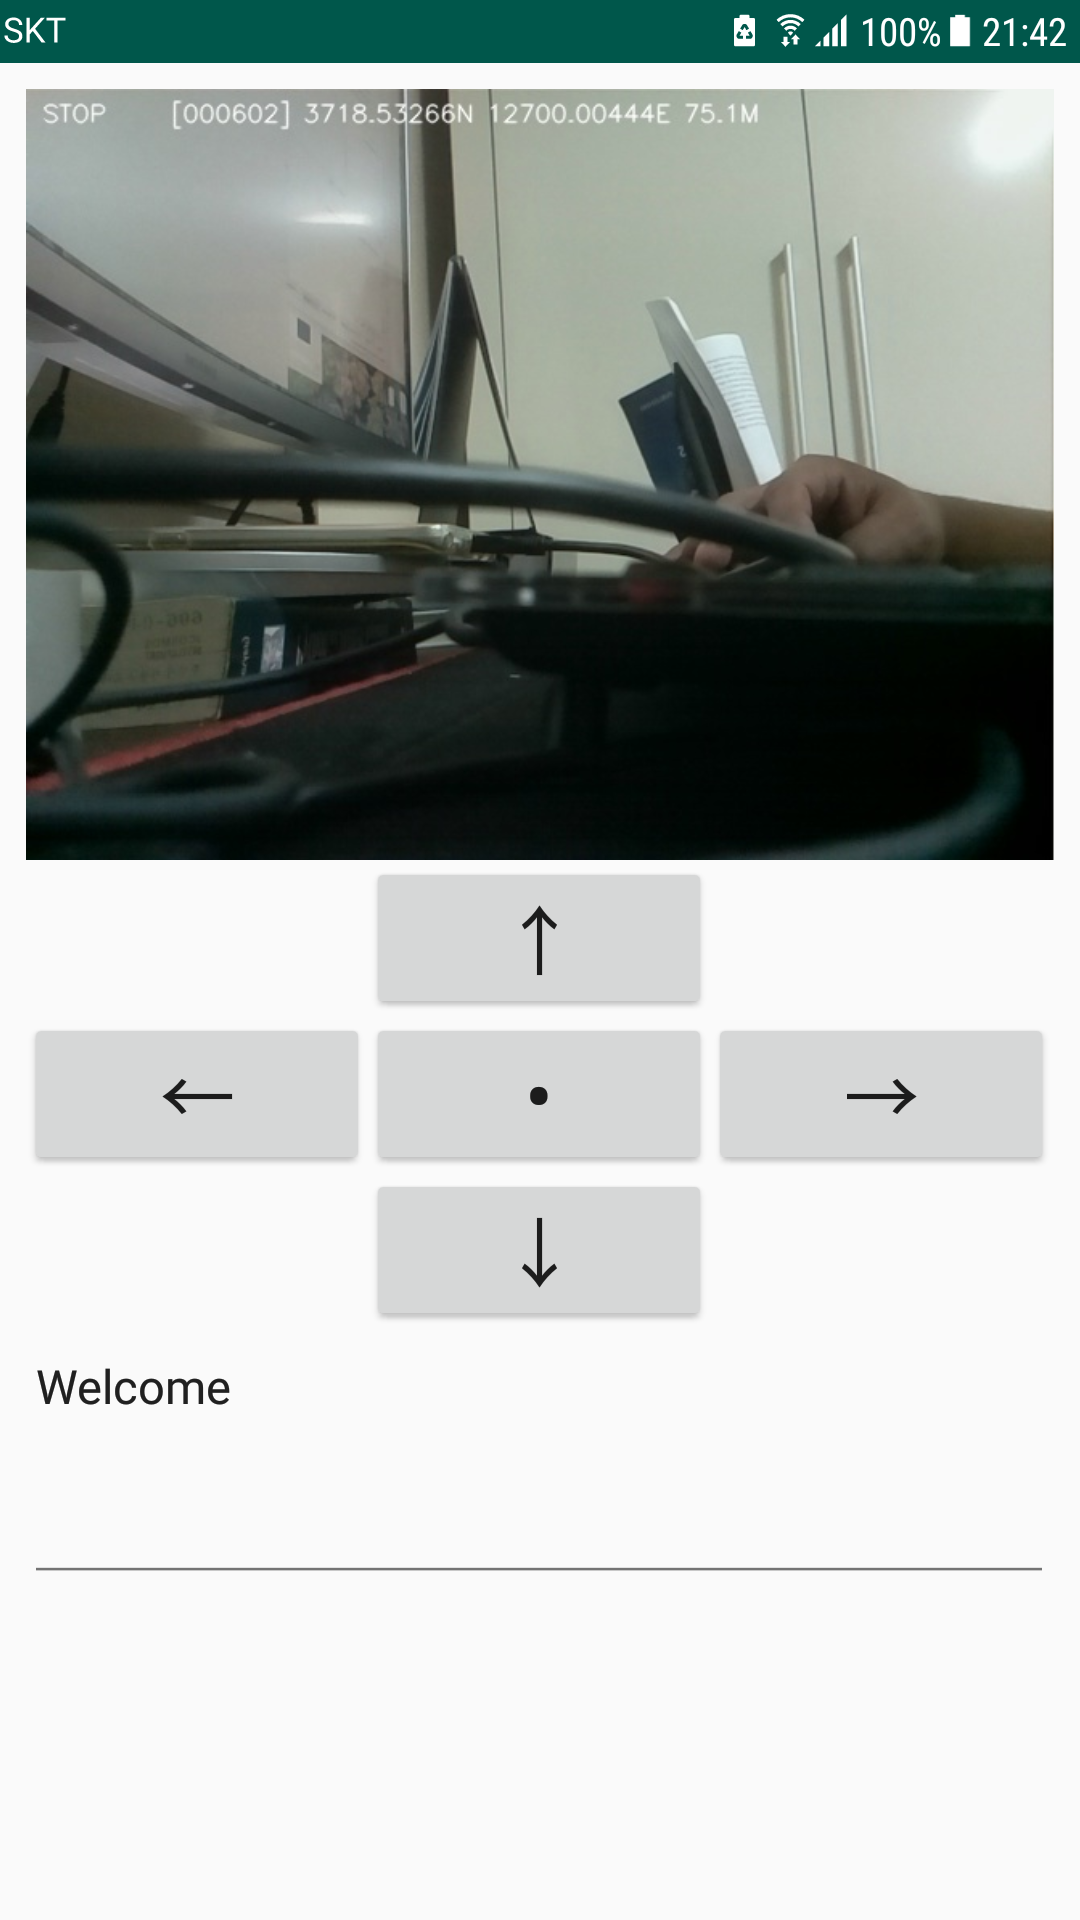 SKT 100% 21:42
STOP [000602] 3718.53266N 12700.00444E 75.1M
↑
← • →
↓
Welcome